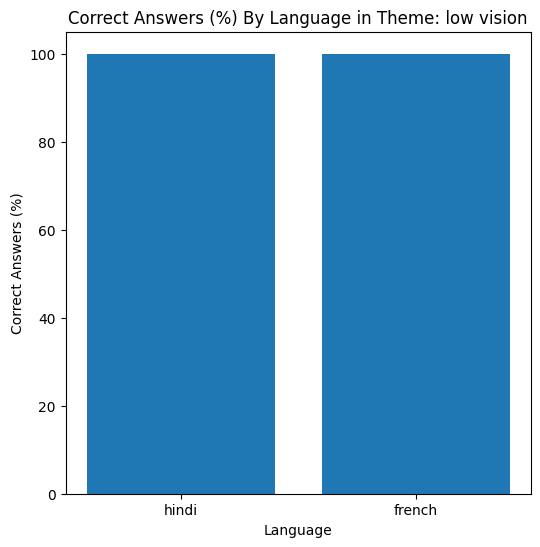 Correct Answers (%) By Language in Theme: low vision
Correct Answers (%)
100
80
60
40
20
0
hindi french
Language